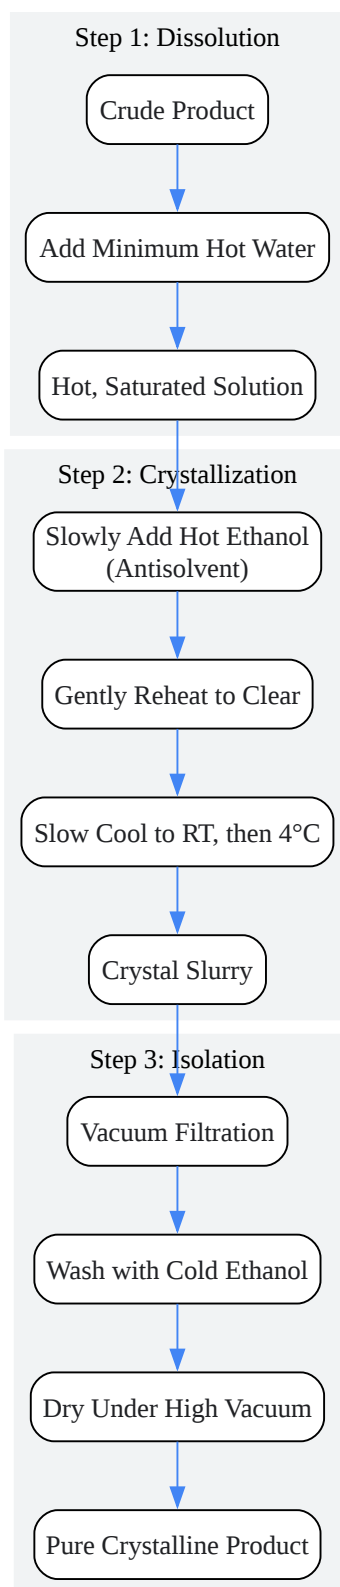 Step 1: Dissolution
Crude Product
Add Minimum Hot Water
Hot, Saturated Solution
Step 2: Crystallization
Slowly Add Hot Ethanol
(Antisolvent)
Gently Reheat to Clear
Slow Cool to RT, then 4°C
Crystal Slurry
Step 3: Isolation
Vacuum Filtration
Wash with Cold Ethanol
Dry Under High Vacuum
Pure Crystalline Product